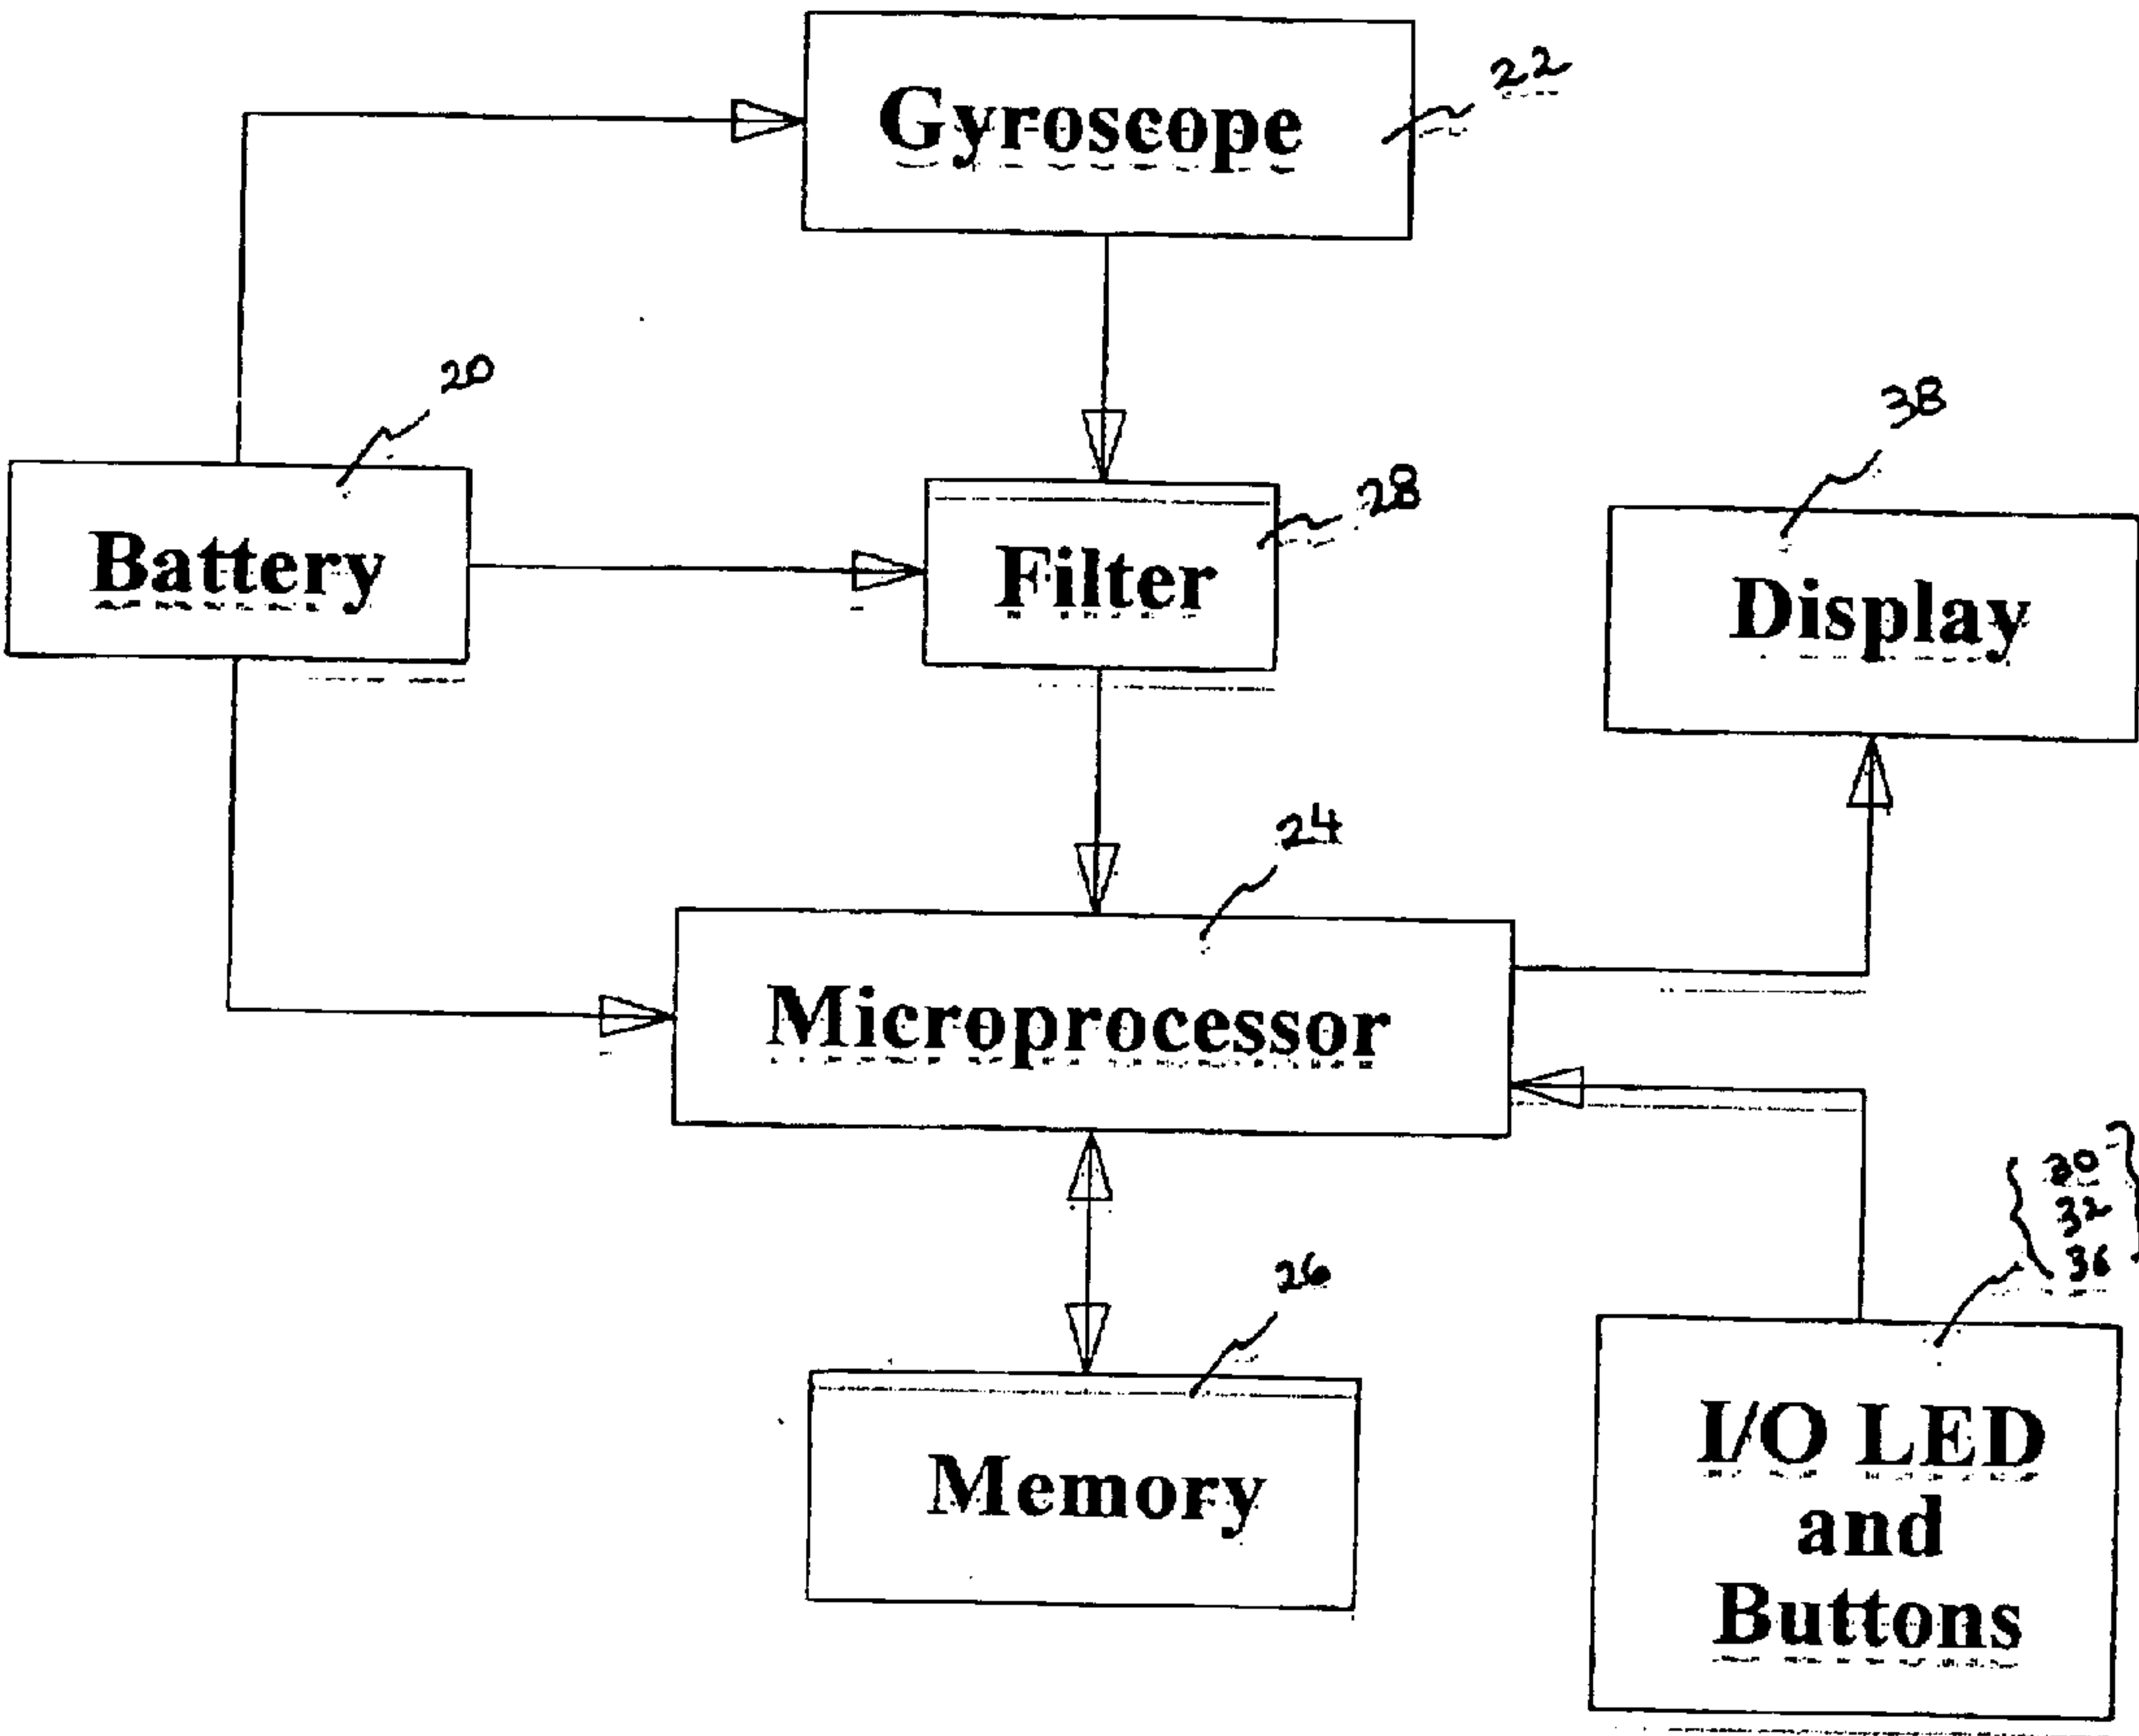 Gyroscope
22
20
Battery
28
Filter
38
Display
24
Microprocessor
26
Memory
30
32
36
I/O LED
and
Buttons